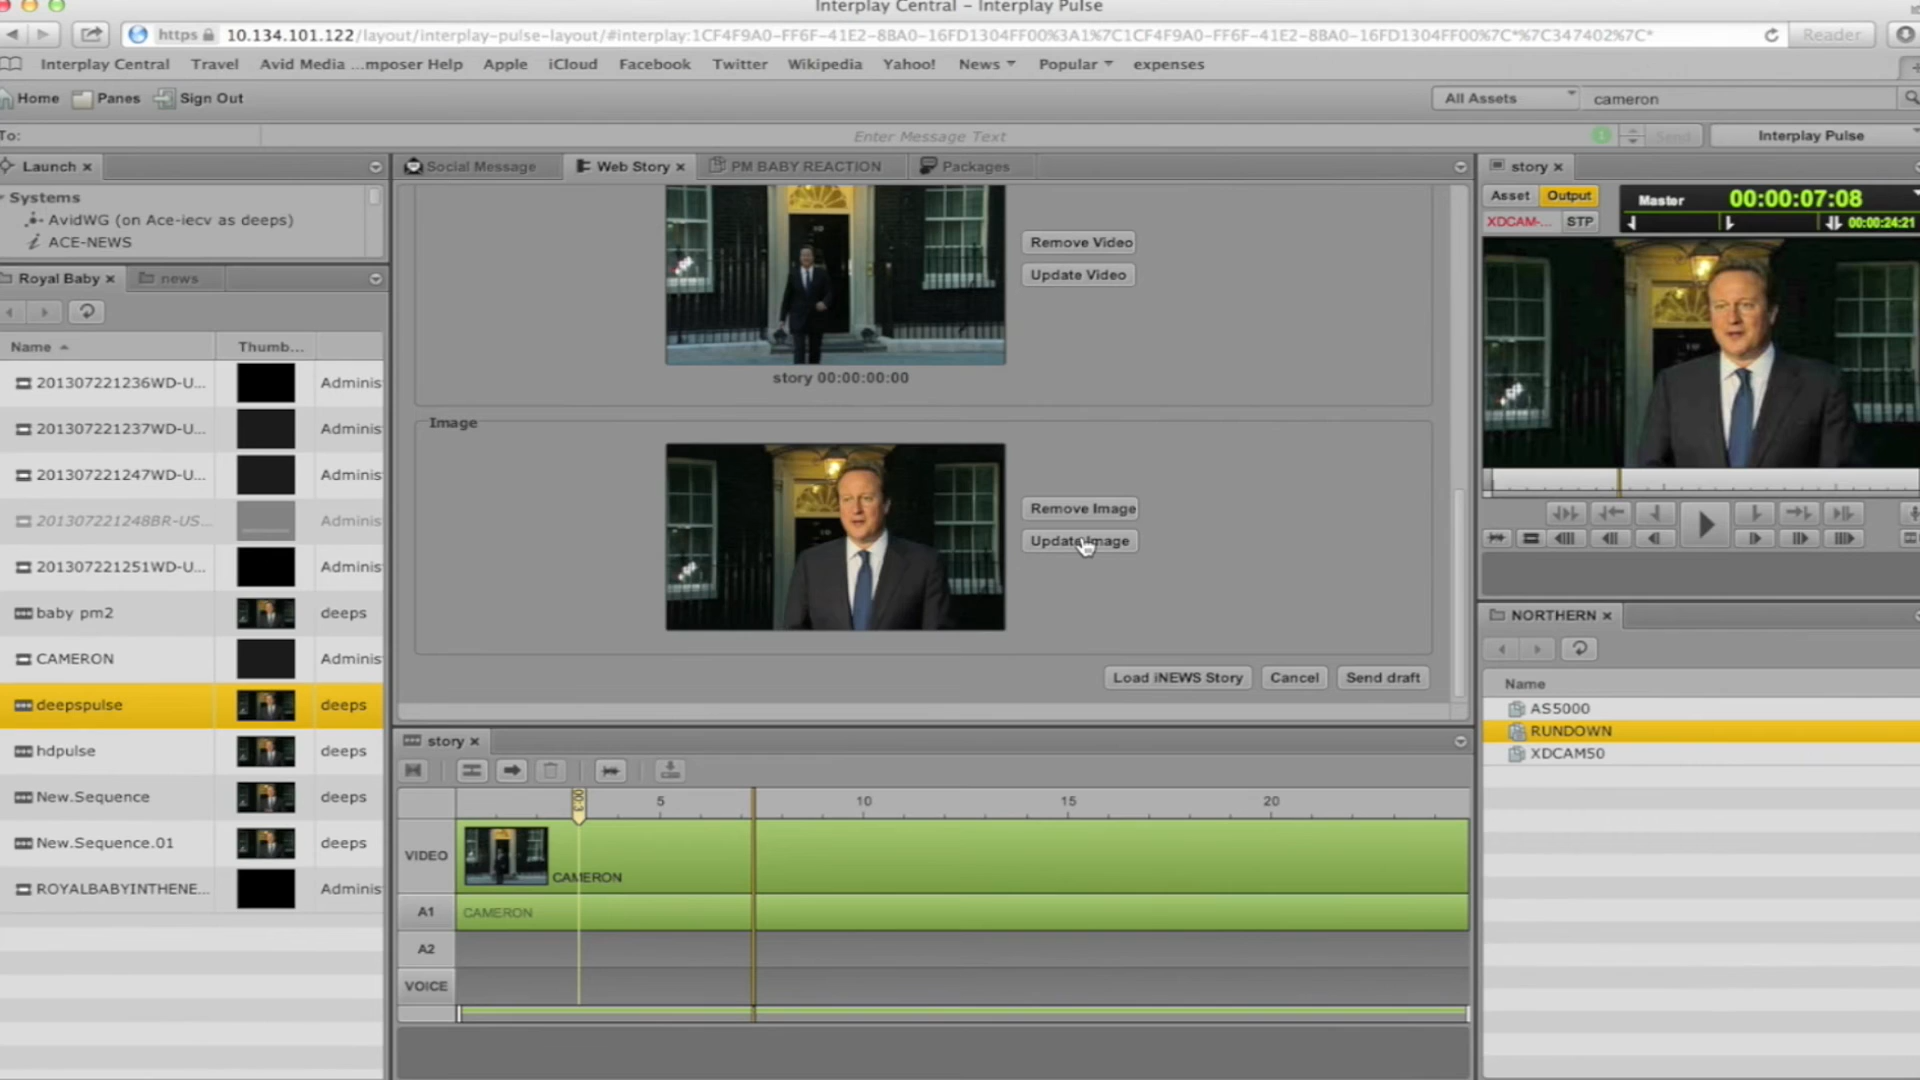 Interplay Central – Interplay Pulse
https 10.134.101.122/layout/interplay-pulse-layout/#interplay:1CF4F9A0-FF6F-41E2-8BA0-16FD1304FF00%3A1%7C1CF4F9A0-FF6F-41E2-8BA0-16FD1304FF00%7C*%7C347402%7C*
Reader
Interplay Central Travel Avid Media ...mposer Help Apple iCloud Facebook Twitter Wikipedia Yahoo! News Popular expenses
Home Panes Sign Out
All Assets cameron
To:
Enter Message Text
1 Send Interplay Pulse
Launch
Systems
AvidWG (on Ace-iecv as deeps)
ACE-NEWS
Royal Baby news
Name Thumb...
201307221236WD-U... Adminis
201307221237WD-U... Adminis
201307221247WD-U... Adminis
201307221248BR-US... Adminis
201307221251WD-U... Adminis
baby pm2 deeps
CAMERON Adminis
deepspulse deeps
hdpulse deeps
New.Sequence deeps
New.Sequence.01 deeps
ROYALBABYINTHENE... Adminis
Social Message Web Story PM BABY REACTION Packages
10
Remove Video
Update Video
story 00:00:00:00
Image
Remove Image
Update Image
Load iNEWS Story Cancel Send draft
story
00:3 5 10 15 20
VIDEO CAMERON
A1 CAMERON
A2
VOICE
story
Asset Output Master 00:00:07:08
XDCAM-... STP 00:00:24:21
NORTHERN
Name
AS5000
RUNDOWN
XDCAM50